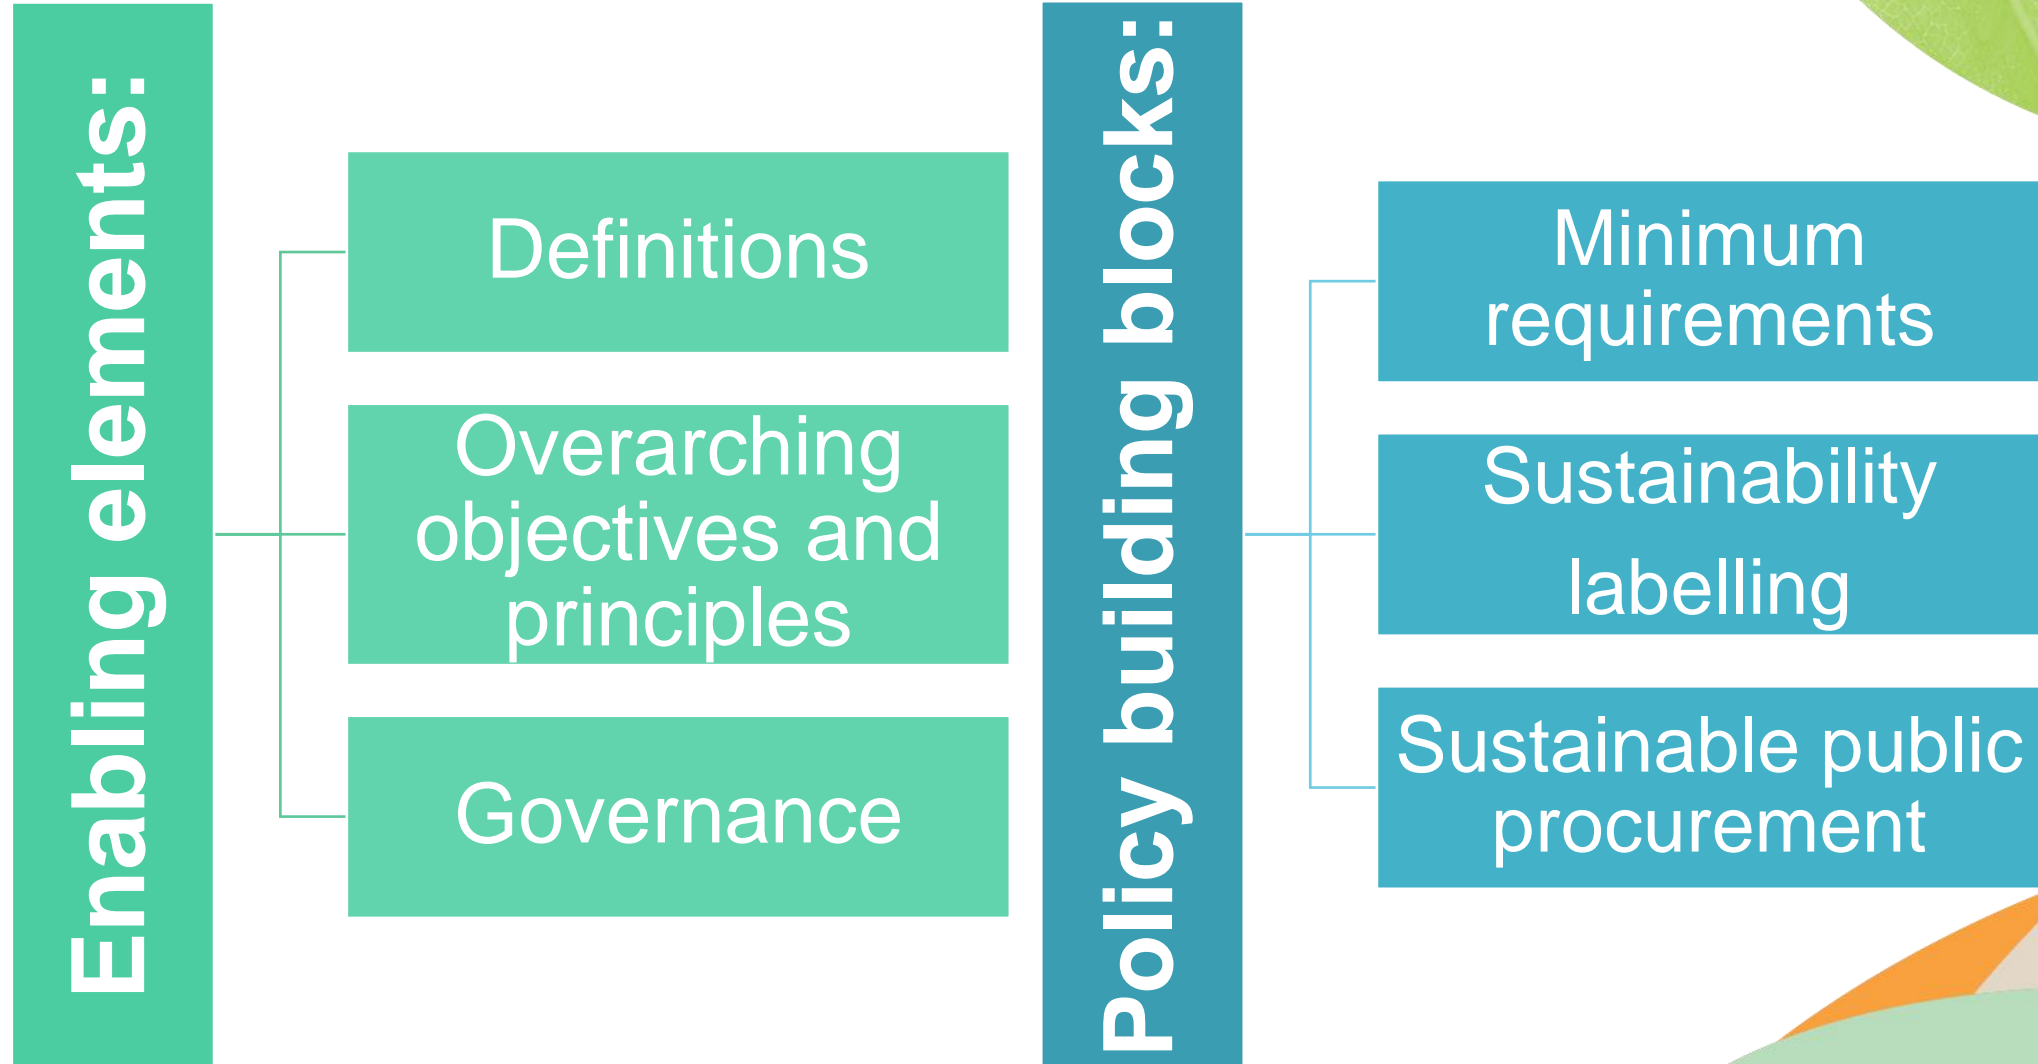 Enabling elements:
Definitions
Overarching
objectives and
principles
Governance
Policy building blocks:
Minimum
requirements
Sustainability
labelling
Sustainable public
procurement